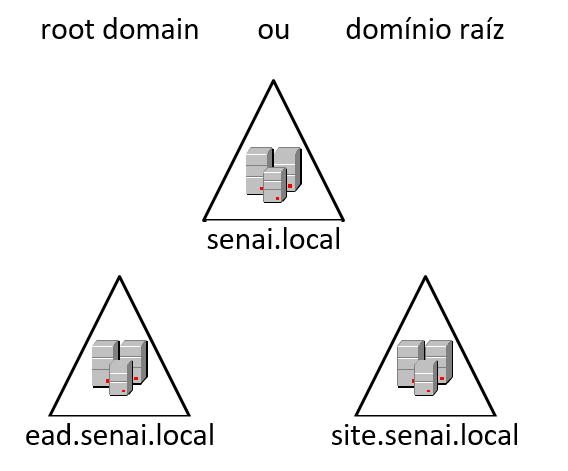 root domain ou domínio raíz
senai.local
ead.senai.local site.senai.local